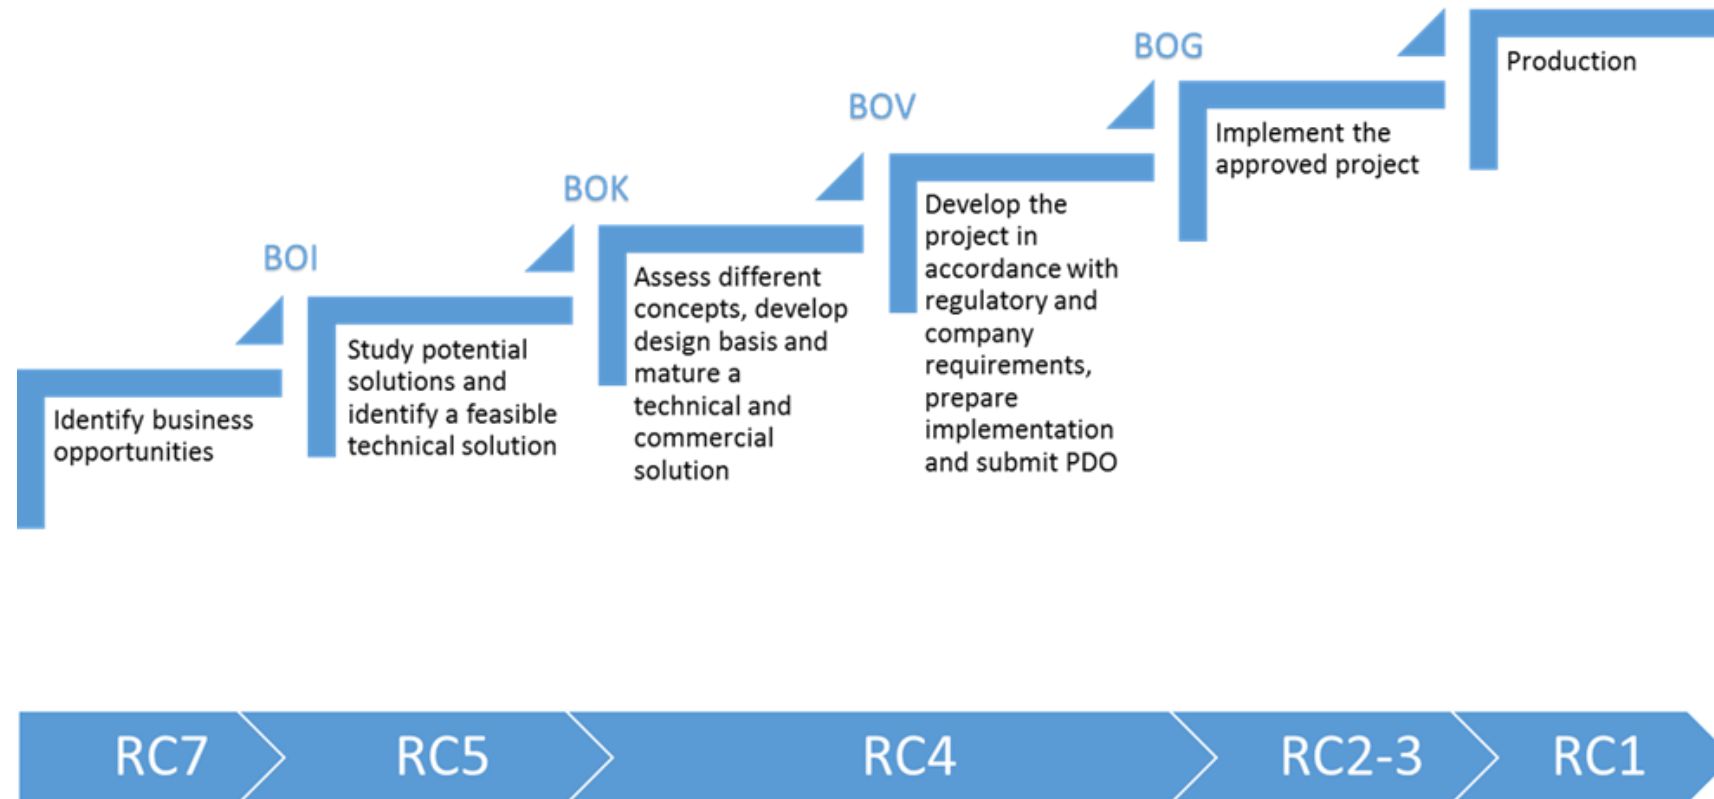 BOI
BOK
BOV
BOG
Identify business
opportunities
Study potential
solutions and
identify a feasible
technical solution
Assess different
concepts, develop
design basis and
mature a
technical and
commercial
solution
Develop the
project in
accordance with
regulatory and
company
requirements,
prepare
implementation
and submit PDO
Implement the
approved project
Production
RC7
RC5
RC4
RC2-3
RC1